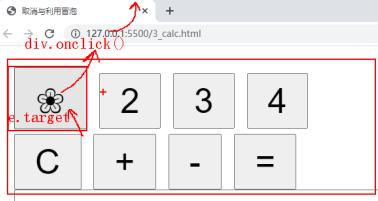 取消与利用冒泡
div.onclick()
127.0.0.1:5500/3_calc.html
+
2 3 4
e.target
C + - =